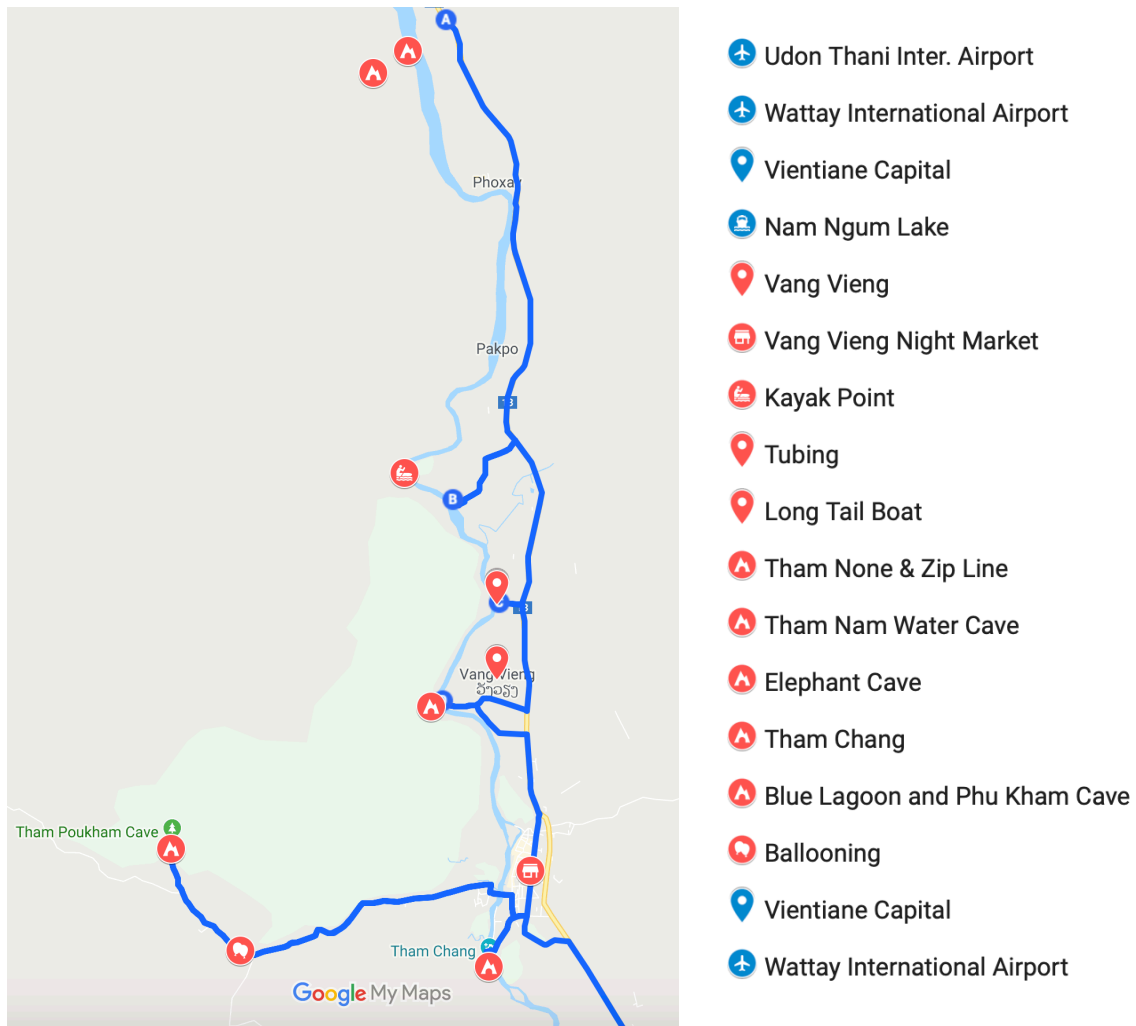 A
Phoxay
Pakpo
13
B
13
Vang Vieng
ວັງວຽງ
Tham Poukham Cave
Tham Chang
Google My Maps
Udon Thani Inter. Airport
Wattay International Airport
Vientiane Capital
Nam Ngum Lake
Vang Vieng
Vang Vieng Night Market
Kayak Point
Tubing
Long Tail Boat
Tham None & Zip Line
Tham Nam Water Cave
Elephant Cave
Tham Chang
Blue Lagoon and Phu Kham Cave
Ballooning
Vientiane Capital
Wattay International Airport